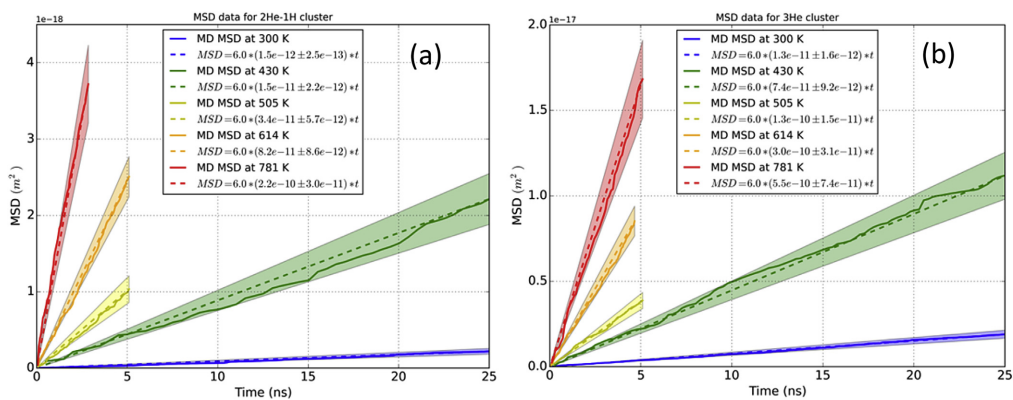 MSD data for 2He-1H cluster
1e−18
(a)
MD MSD at 300 K
MSD=6.0*(1.5e−12±2.5e−13)*t
MD MSD at 430 K
MSD=6.0*(1.5e−11±2.2e−12)*t
MD MSD at 505 K
MSD=6.0*(3.4e−11±5.7e−12)*t
MD MSD at 614 K
MSD=6.0*(8.2e−11±8.6e−12)*t
MD MSD at 781 K
MSD=6.0*(2.2e−10±3.0e−11)*t
MSD (m²)
4
3
2
1
0
0 5 10 15 20 25
Time (ns)
MSD data for 3He cluster
1e−17
(b)
MD MSD at 300 K
MSD=6.0*(1.3e−11±1.6e−12)*t
MD MSD at 430 K
MSD=6.0*(7.4e−11±9.2e−12)*t
MD MSD at 505 K
MSD=6.0*(1.3e−10±1.5e−11)*t
MD MSD at 614 K
MSD=6.0*(3.0e−10±3.1e−11)*t
MD MSD at 781 K
MSD=6.0*(5.5e−10±7.4e−11)*t
MSD (m²)
2.0
1.5
1.0
0.5
0.0
0 5 10 15 20 25
Time (ns)